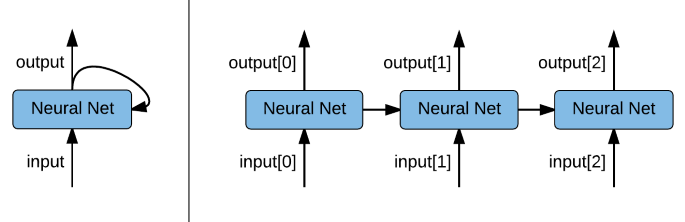 output
Neural Net
input
output[0] output[1] output[2]
Neural Net Neural Net Neural Net
input[0] input[1] input[2]